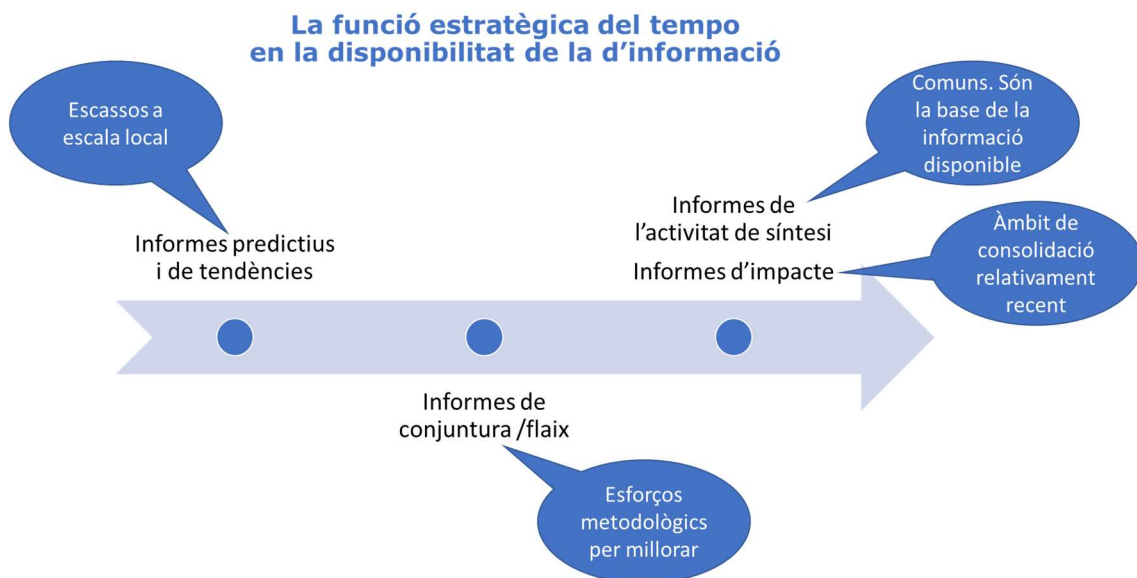 La funció estratègica del tempo
en la disponibilitat de la d’informació
Escassos a
escala local
Informes predictius
i de tendències
Comuns. Són
la base de la
informació
disponible
Informes de
l’activitat de síntesi
Informes d’impacte
Àmbit de
consolidació
relativament
recent
Informes de
conjuntura /flaix
Esforços
metodològics
per millorar